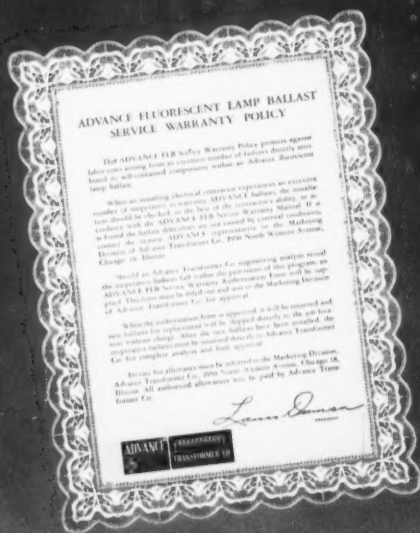 ADVANCE FLUORESCENT LAMP BALLAST
SERVICE WARRANTY POLICY
This ADVANCE FLB Service Warranty Policy protects against
labor costs arising from an excessive number of failures directly
to self-contained components within an Advance fluorescent
lamp ballast.
When an installing electrical contractor experiences an excessive
number of inoperative in-warranty ADVANCE ballasts, the installa-
tion should be checked, to the best of the contractor's ability, in ac-
cordance with the ADVANCE FLB Service Warranty Manual. If it
is found the ballast difficulties are not caused by external conditions,
contact the nearest ADVANCE representative or the Marketing
Division of Advance Transformer Co., 2950 North Western Avenue,
Chicago 18, Illinois.
Should an Advance Transformer Co. engineering analysis reveal
the inoperative ballasts fall within the provisions of this program, an
ADVANCE FLB Service Warranty Authorization Form will be sup-
plied. This form must be filled out and sent to the Marketing Division
of Advance Transformer Co. for approval.
When the authorization form is approved, it will be returned and
new ballasts for replacement will be shipped directly to the job loca-
tion without charge. After the new ballasts have been installed, the
inoperative ballasts must be returned directly to Advance Transformer
Co. for complete analysis and final approval.
Invoice for allowance must be referred to the Marketing Division,
Advance Transformer Co., 2950 North Western Avenue, Chicago 18,
Illinois. All authorized allowances will be paid by Advance Trans-
former Co.
PRESIDENT
ADVANCE
TRANSFORMER CO.